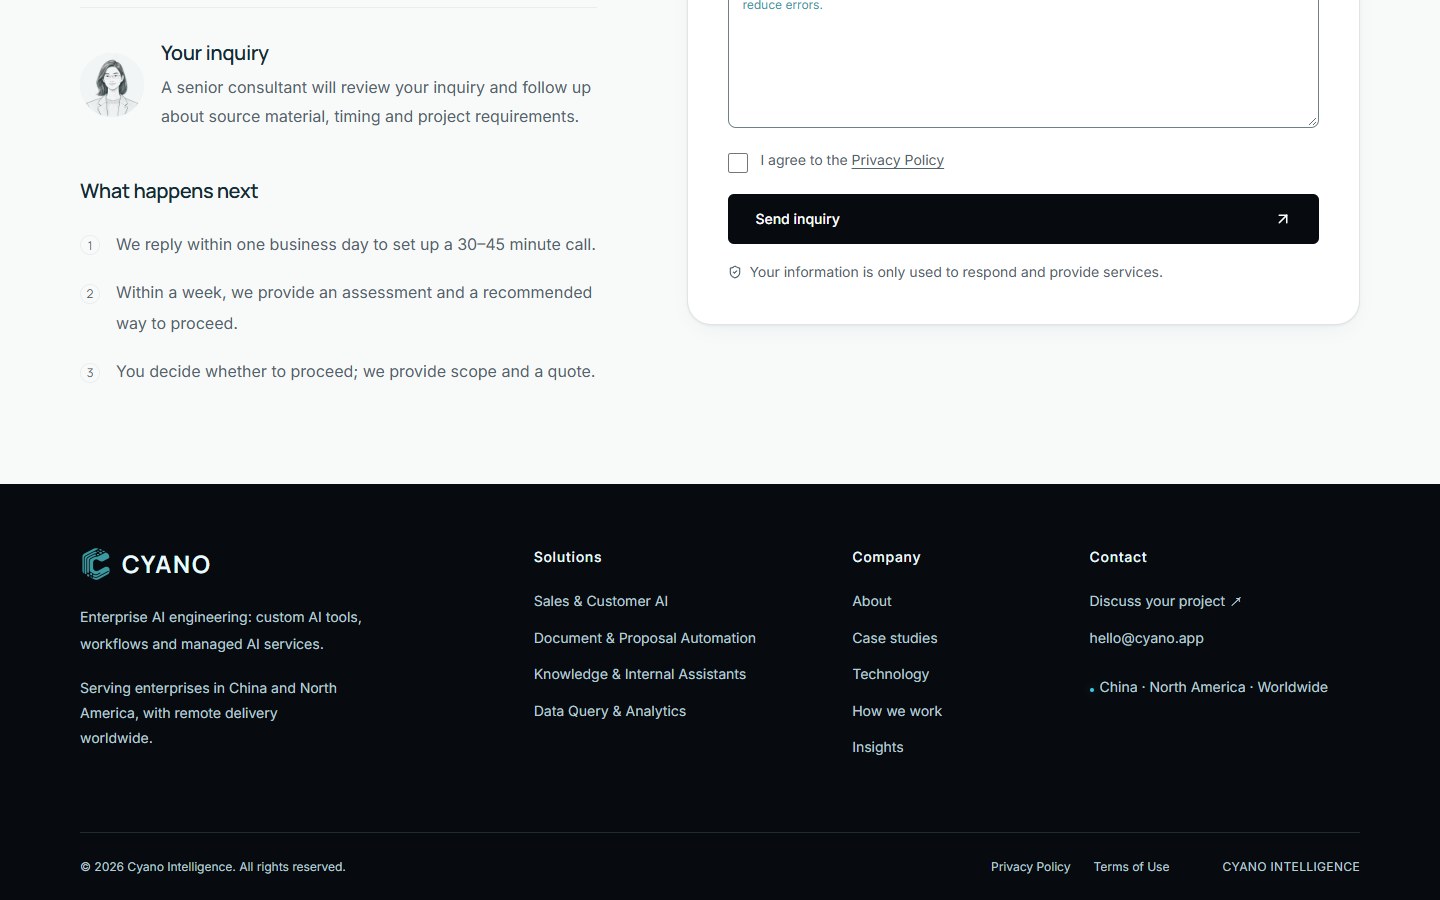 reduce errors.
Your inquiry
A senior consultant will review your inquiry and follow up
about source material, timing and project requirements.
What happens next
1 We reply within one business day to set up a 30–45 minute call.
2 Within a week, we provide an assessment and a recommended
way to proceed.
3 You decide whether to proceed; we provide scope and a quote.
I agree to the Privacy Policy
Send inquiry
Your information is only used to respond and provide services.
CYANO
Enterprise AI engineering: custom AI tools,
workflows and managed AI services.
Serving enterprises in China and North
America, with remote delivery
worldwide.
Solutions
Sales & Customer AI
Document & Proposal Automation
Knowledge & Internal Assistants
Data Query & Analytics
Company
About
Case studies
Technology
How we work
Insights
Contact
Discuss your project ↗
hello@cyano.app
China · North America · Worldwide
© 2026 Cyano Intelligence. All rights reserved.
Privacy Policy Terms of Use CYANO INTELLIGENCE